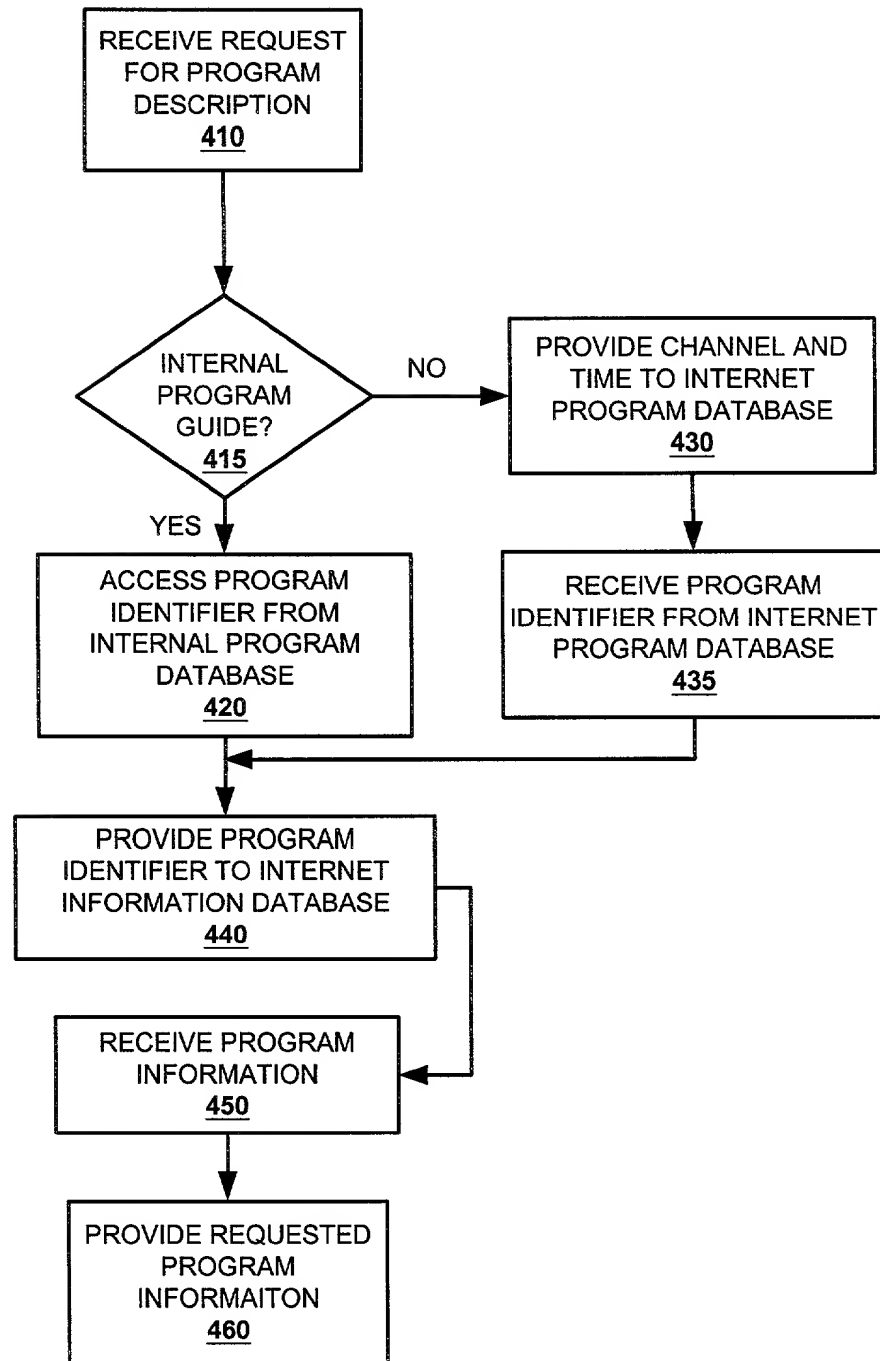 RECEIVE REQUEST
FOR PROGRAM
DESCRIPTION
410
INTERNAL
PROGRAM
GUIDE?
415
NO
YES
PROVIDE CHANNEL AND
TIME TO INTERNET
PROGRAM DATABASE
430
ACCESS PROGRAM
IDENTIFIER FROM
INTERNAL PROGRAM
DATABASE
420
RECEIVE PROGRAM
IDENTIFIER FROM INTERNET
PROGRAM DATABASE
435
PROVIDE PROGRAM
IDENTIFIER TO INTERNET
INFORMATION DATABASE
440
RECEIVE PROGRAM
INFORMATION
450
PROVIDE REQUESTED
PROGRAM
INFORMAITON
460